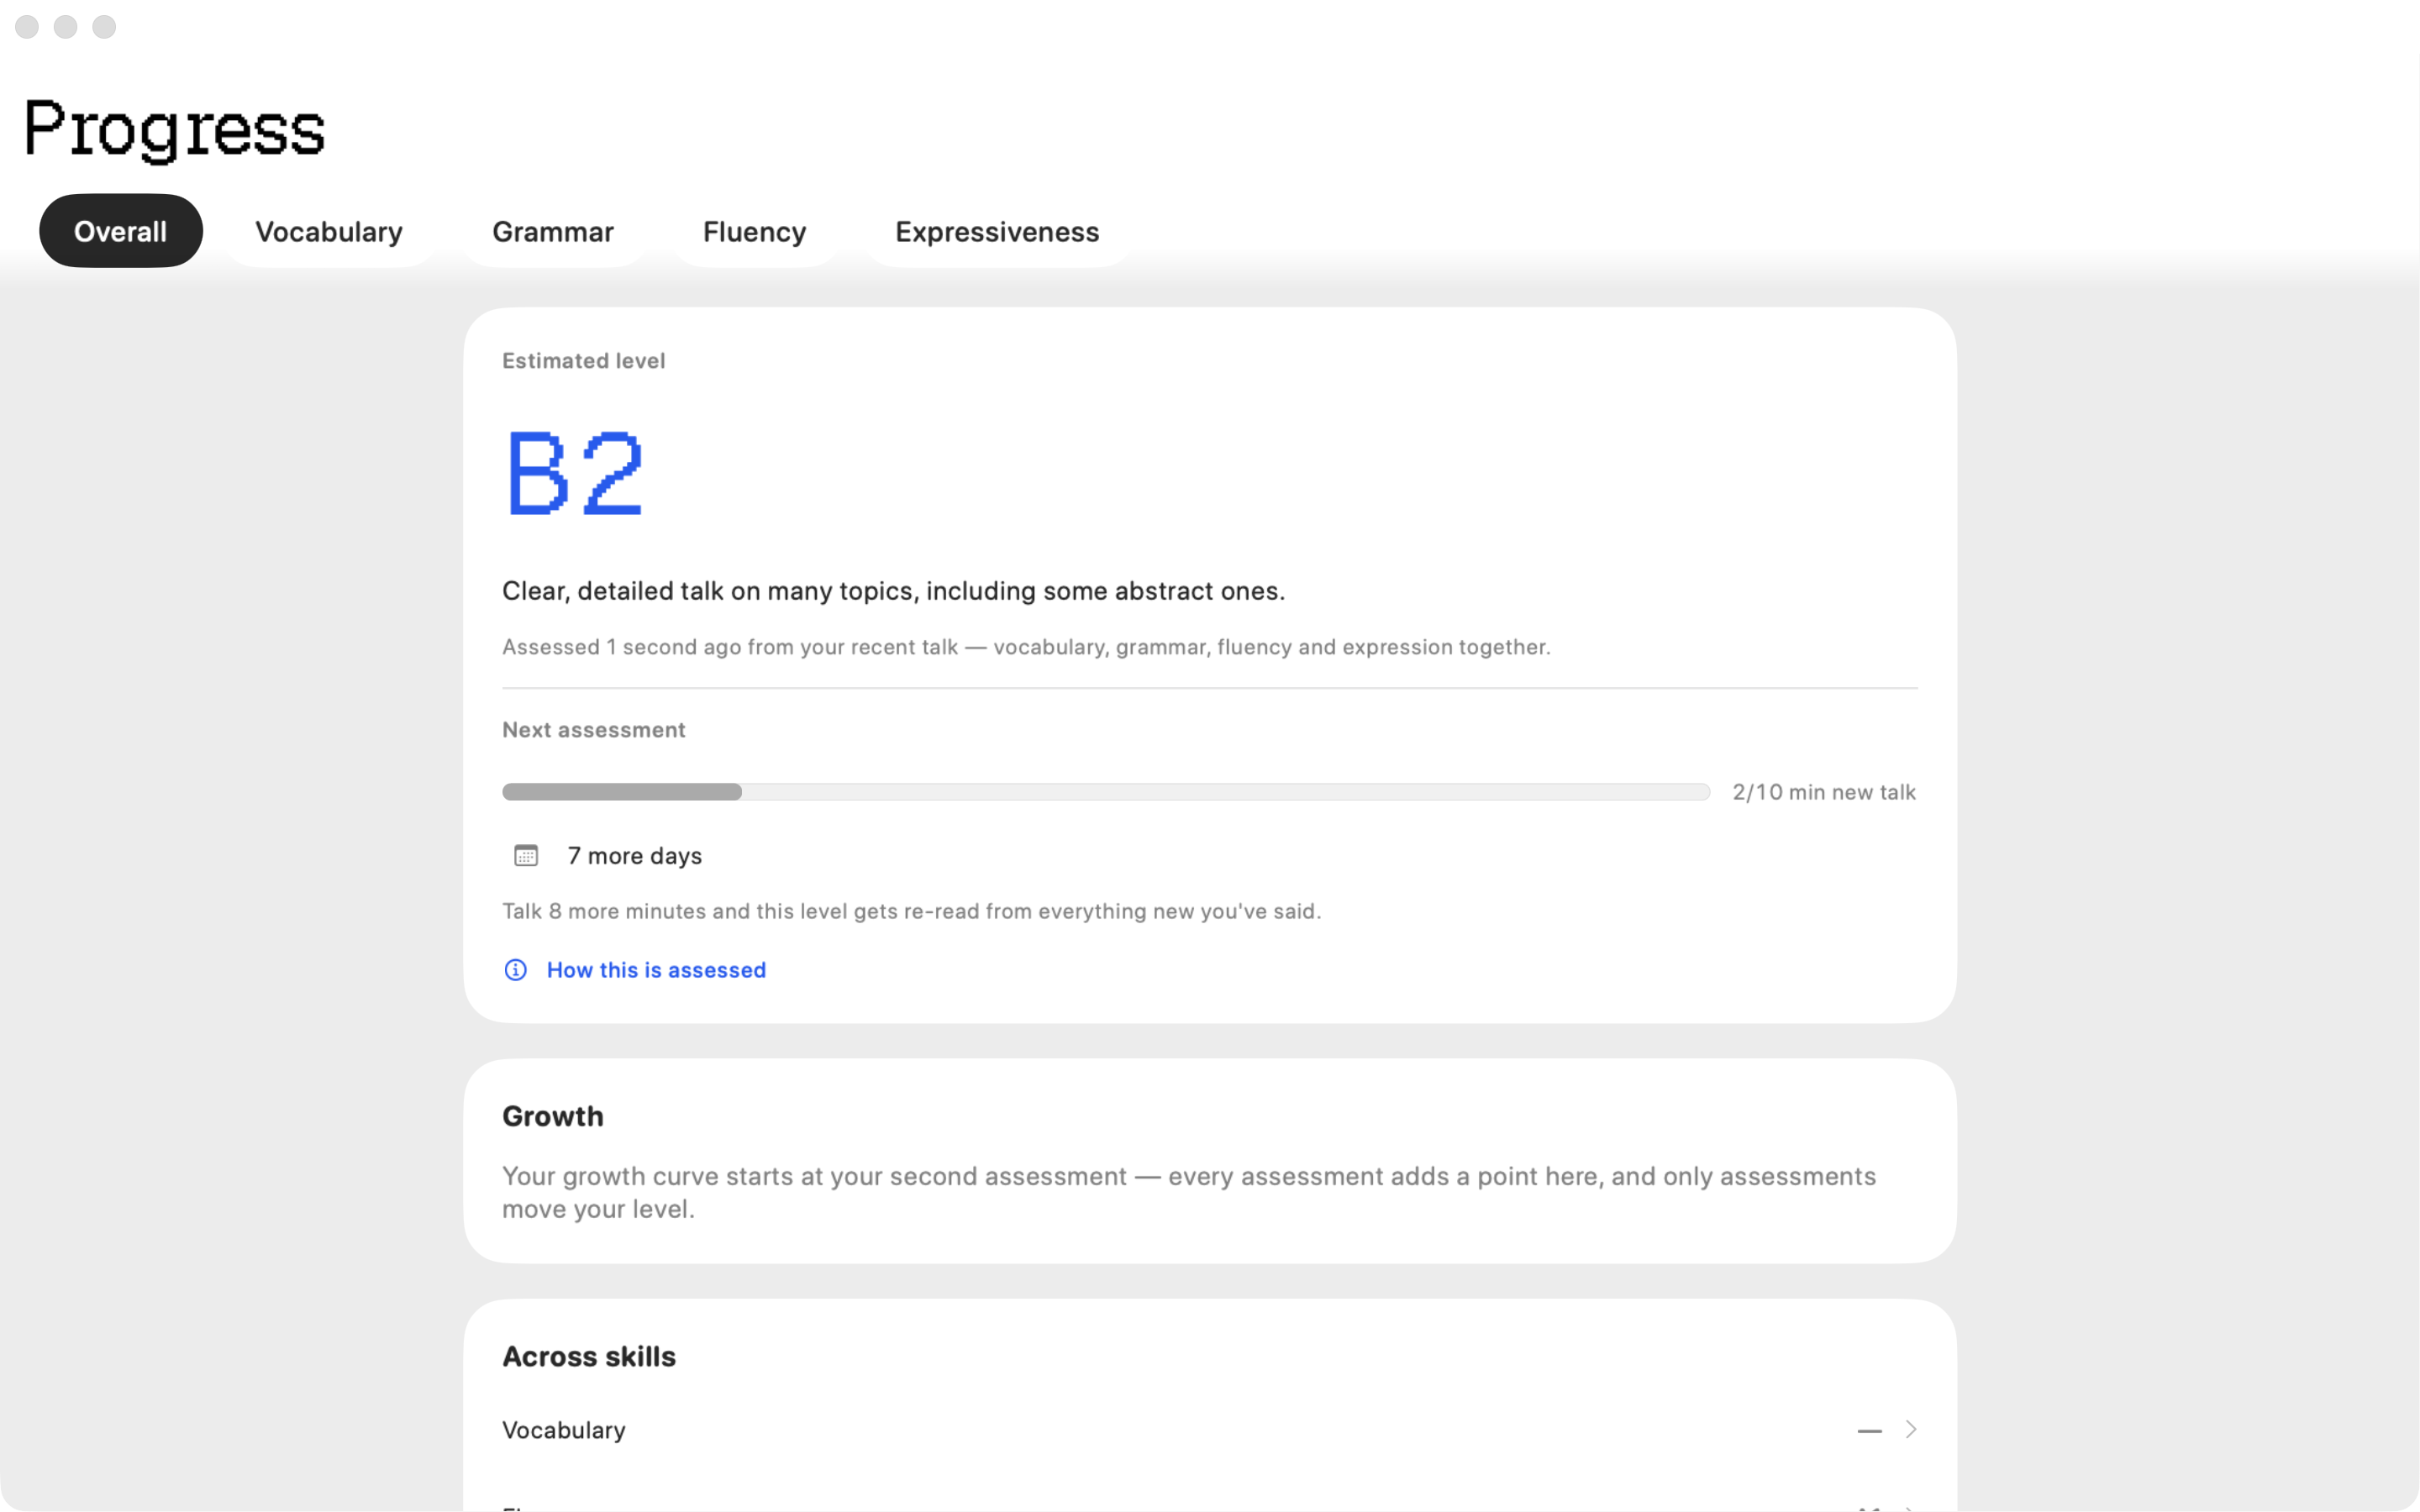 Progress
Overall
Vocabulary
Grammar
Fluency
Expressiveness
Estimated level
B2
Clear, detailed talk on many topics, including some abstract ones.
Assessed 1 second ago from your recent talk — vocabulary, grammar, fluency and expression together.
Next assessment
2/10 min new talk
7 more days
Talk 8 more minutes and this level gets re-read from everything new you've said.
How this is assessed
Growth
Your growth curve starts at your second assessment — every assessment adds a point here, and only assessments
move your level.
Across skills
Vocabulary
—